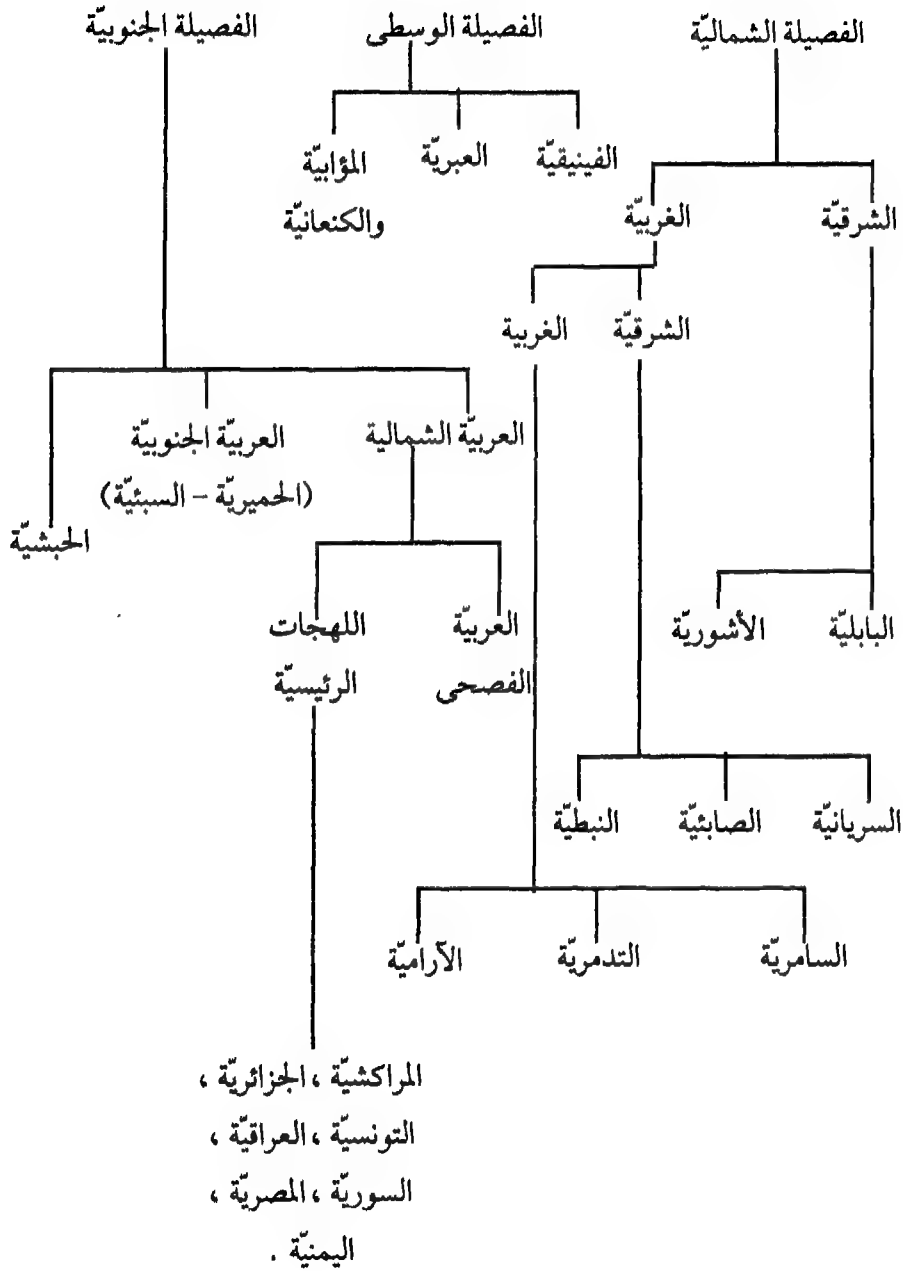 الفصيلة الشماليّة
الفصيلة الوسطى
الفصيلة الجنوبيّة
الفينيقيّة
العبريّة
المؤابيّة
والكنعانيّة
الشرقيّة
الغربيّة
الشرقيّة
الغربية
العربيّة الشمالية
العربيّة الجنوبيّة
(الحميريّة - السبئيّة)
الحبشيّة
البابليّة
الأشوريّة
العربيّة
الفصحى
اللهجات
الرئيسيّة
السريانيّة
الصابئيّة
النبطيّة
السامريّة
التدمريّة
الآراميّة
المراكشيّة ، الجزائريّة ،
التونسيّة ، العراقيّة ،
السوريّة ، المصريّة ،
اليمنيّة .